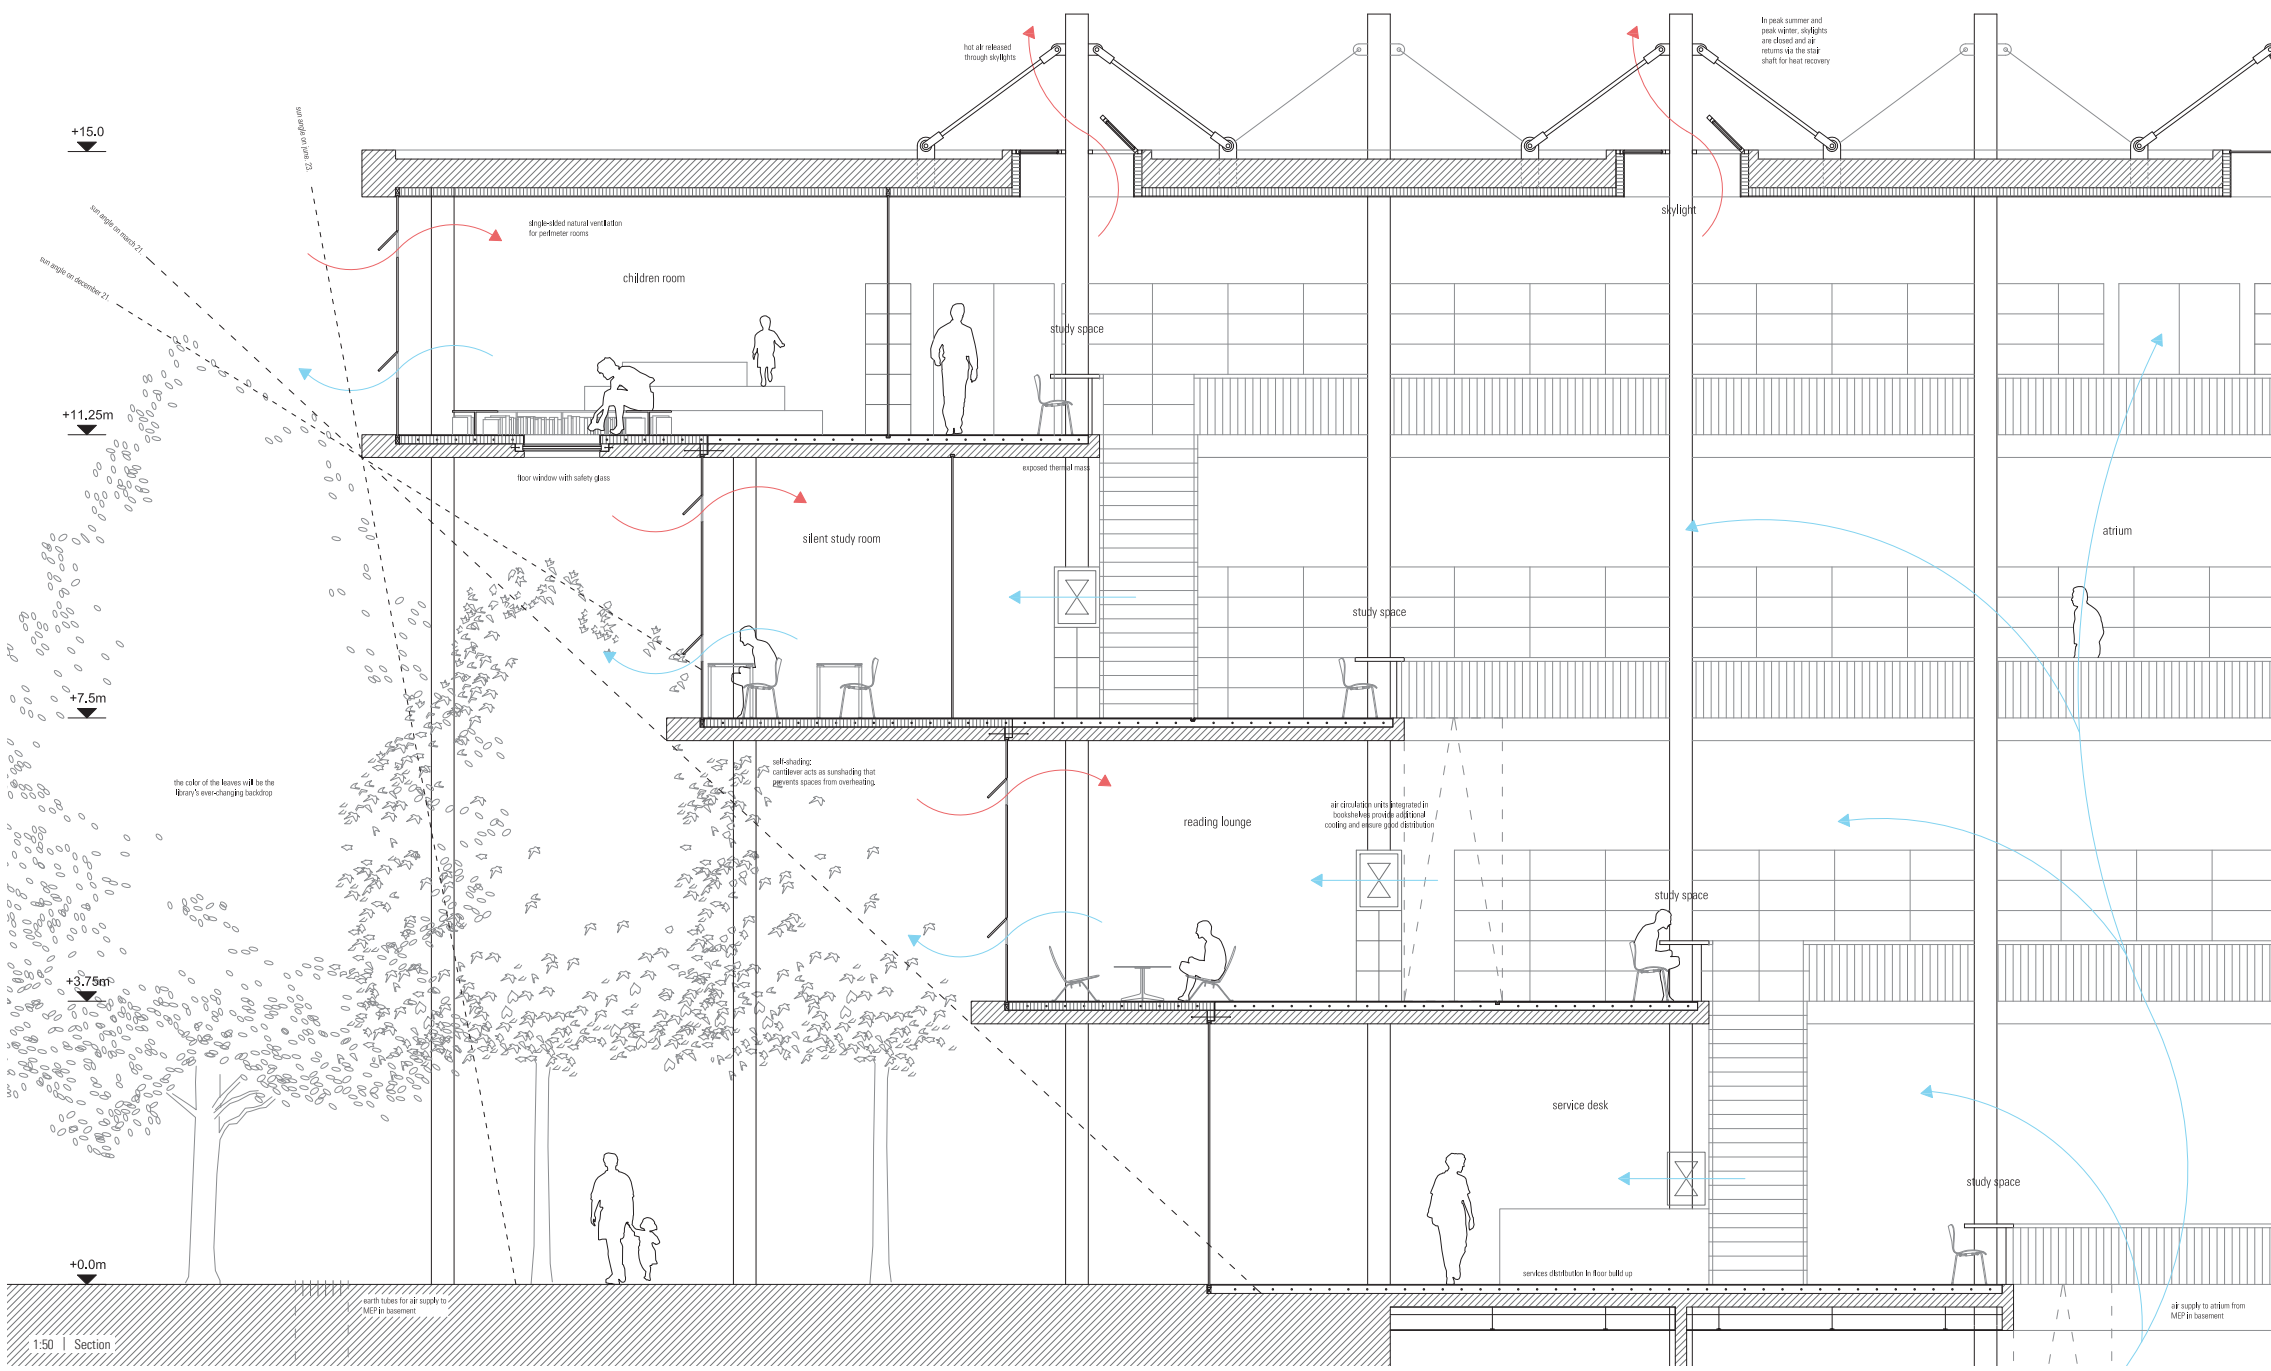 hot air released
through skylights
In peak summer and
peak winter, skylights
are closed and air
returns via the stair
shaft for heat recovery
+15.0
sun angle on june. 23.
sun angle on march 21.
sun angle on december 21.
single-sided natural ventilation
for perimeter rooms
skylight
children room
study space
+11.25m
floor window with safety glass
exposed thermal mass
silent study room
atrium
study space
+7.5m
the color of the leaves will be the
library's ever-changing backdrop
self-shading:
cantilever acts as sunshading that
prevents spaces from overheating.
air circulation units integrated in
bookshelves provide additional
cooling and ensure good distribution
reading lounge
study space
+3.75m
service desk
study space
+0.0m
services distribution in floor build up
earth tubes for air supply to
MEP in basement
air supply to atrium from
MEP in basement
1:50 | Section